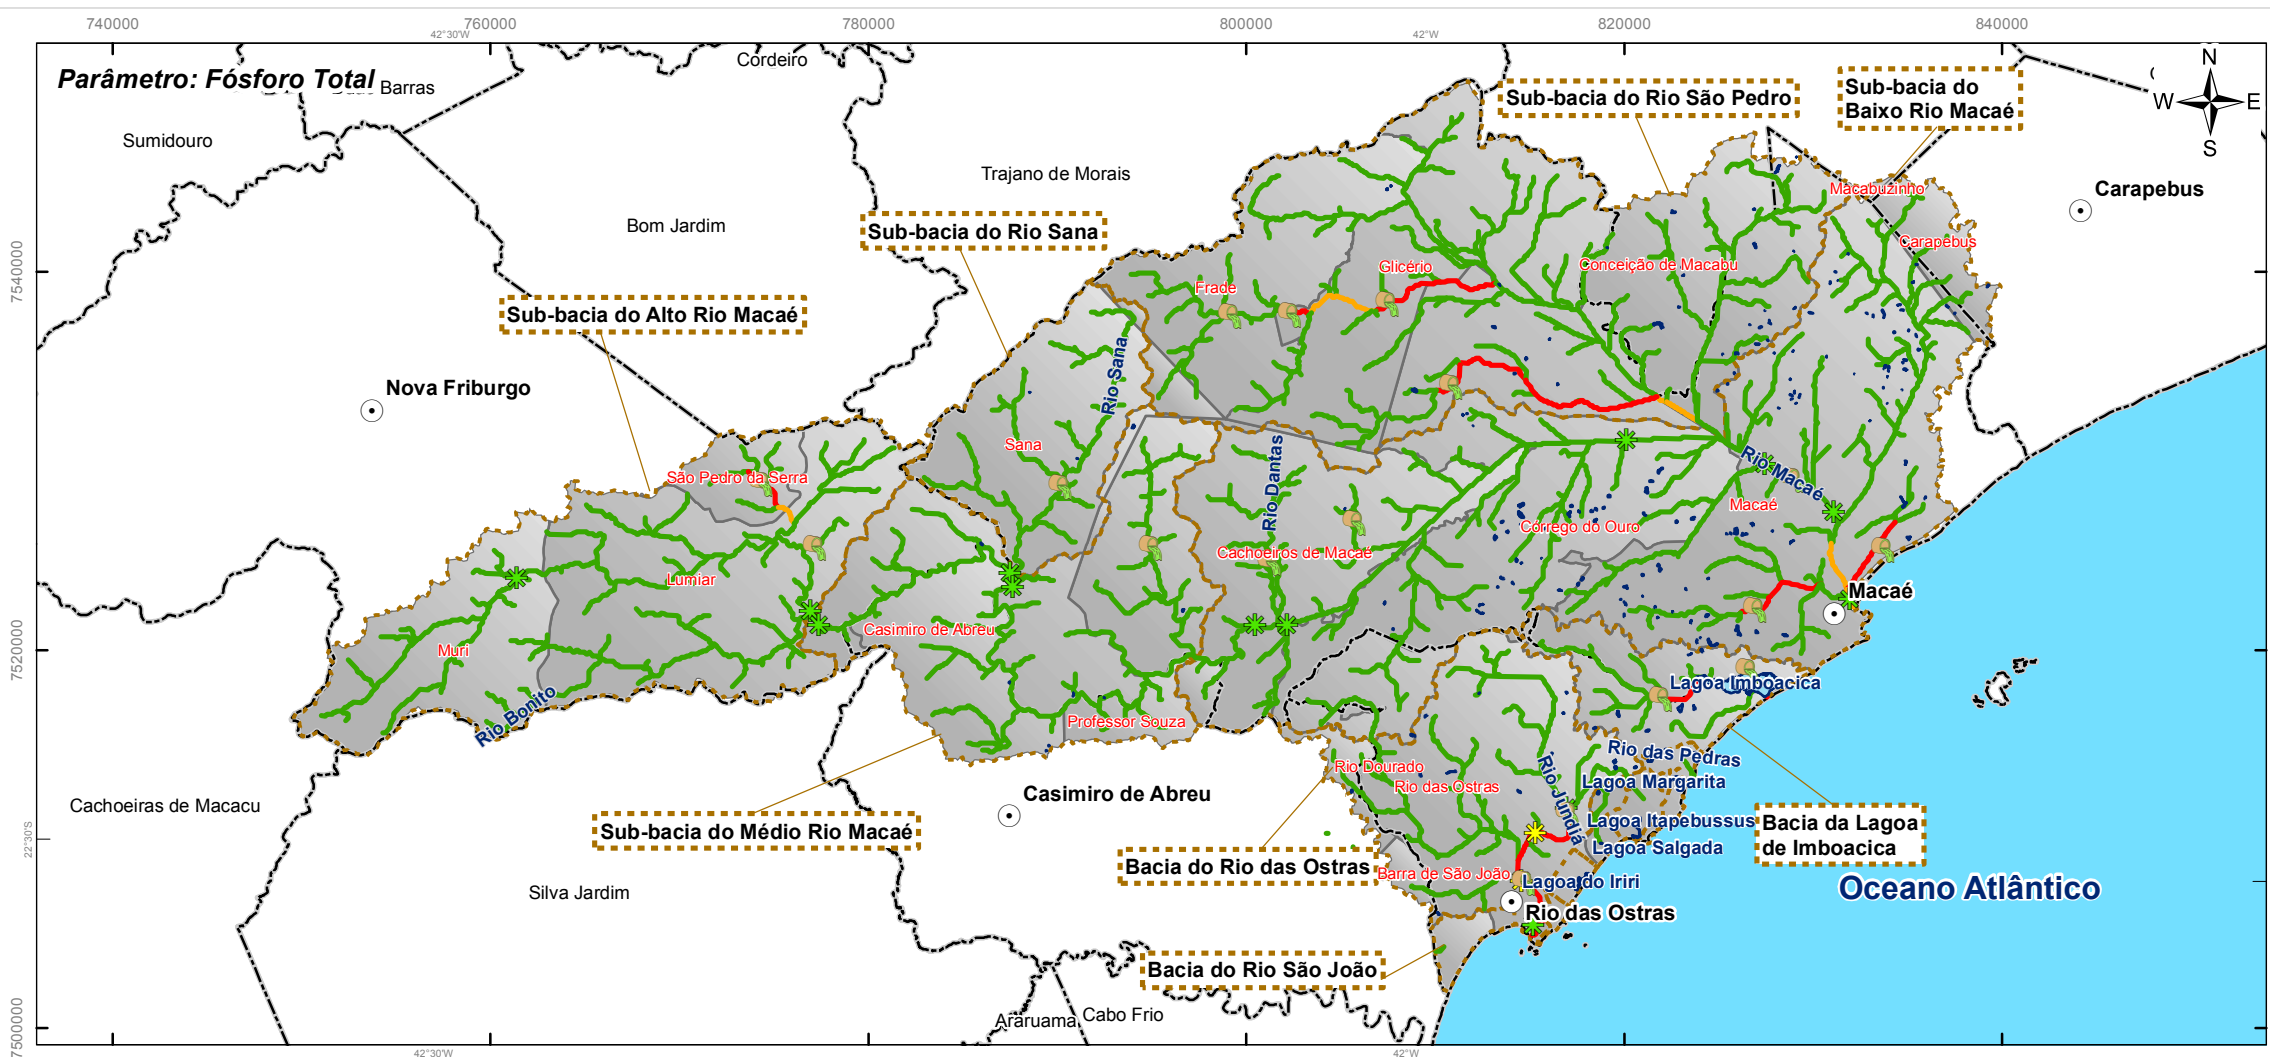 740000
760000
780000
800000
820000
840000
42°30'W
42°W
Parâmetro: Fósforo Total
Barras
Cordeiro
Sumidouro
Trajano de Morais
Bom Jardim
Sub-bacia do Rio São Pedro
Sub-bacia do
Baixo Rio Macaé
N
W
E
S
Carapebus
Macabuzinho
Carapebus
Sub-bacia do Rio Sana
Sub-bacia do Alto Rio Macaé
Frade
Glicério
Conceição de Macabu
7540000
Nova Friburgo
Rio Sana
Sana
São Pedro da Serra
Rio Dantas
Rio Macaé
Macaé
Córrego do Ouro
Cachoeiros de Macaé
Lumiar
Macaé
Casimiro de Abreu
Muri
7520000
Rio Bonito
Professor Souza
Lagoa Imboacica
Rio das Pedras
Rio Dourado
Rio das Ostras
Rio Jundiá
Lagoa Margarita
Cachoeiras de Macacu
Casimiro de Abreu
Sub-bacia do Médio Rio Macaé
Lagoa Itapebussus
Lagoa Salgada
Bacia da Lagoa
de Imboacica
22°30'S
Bacia do Rio das Ostras
Barra de São João
Lagoa do Iriri
Oceano Atlântico
Silva Jardim
Rio das Ostras
Bacia do Rio São João
Araruama
Cabo Frio
7500000
42°30'W
42°W